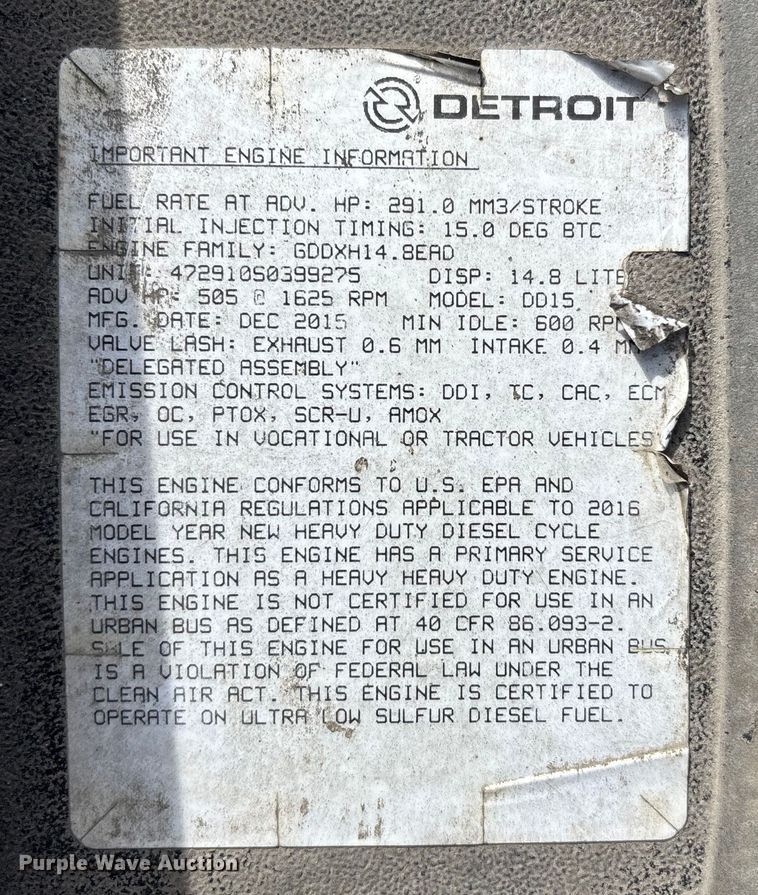 DETROIT
IMPORTANT ENGINE INFORMATION
FUEL RATE AT ADV. HP: 291.0 MM3/STROKE
INITIAL INJECTION TIMING: 15.0 DEG BTC
ENGINE FAMILY: GDDXH14.8EAD
UNIT: 472910S0399275 DISP: 14.8 LITE
ADV HP: 505 @ 1625 RPM MODEL: DD15
MFG. DATE: DEC 2015 MIN IDLE: 600 RPM
VALVE LASH: EXHAUST 0.6 MM INTAKE 0.4 MM
"DELEGATED ASSEMBLY"
EMISSION CONTROL SYSTEMS: DDI, TC, CAC, ECM
EGR, OC, PTOX, SCR-U, AMOX
"FOR USE IN VOCATIONAL OR TRACTOR VEHICLES
THIS ENGINE CONFORMS TO U.S. EPA AND
CALIFORNIA REGULATIONS APPLICABLE TO 2016
MODEL YEAR NEW HEAVY DUTY DIESEL CYCLE
ENGINES. THIS ENGINE HAS A PRIMARY SERVICE
APPLICATION AS A HEAVY HEAVY DUTY ENGINE.
THIS ENGINE IS NOT CERTIFIED FOR USE IN AN
URBAN BUS AS DEFINED AT 40 CFR 86.093-2.
SALE OF THIS ENGINE FOR USE IN AN URBAN BUS
IS A VIOLATION OF FEDERAL LAW UNDER THE
CLEAN AIR ACT. THIS ENGINE IS CERTIFIED TO
OPERATE ON ULTRA LOW SULFUR DIESEL FUEL.
Purple Wave Auction